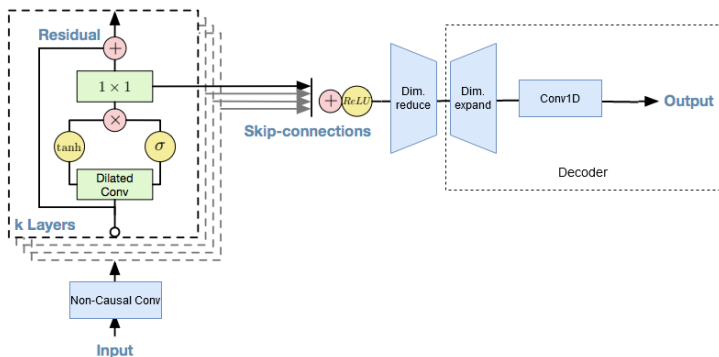 Residual
+
1 × 1
×
tanh
σ
Dilated
Conv
k Layers
Non-Causal Conv
Input
Skip-connections
+
ReLU
Dim.
reduce
Dim.
expand
Conv1D
Output
Decoder